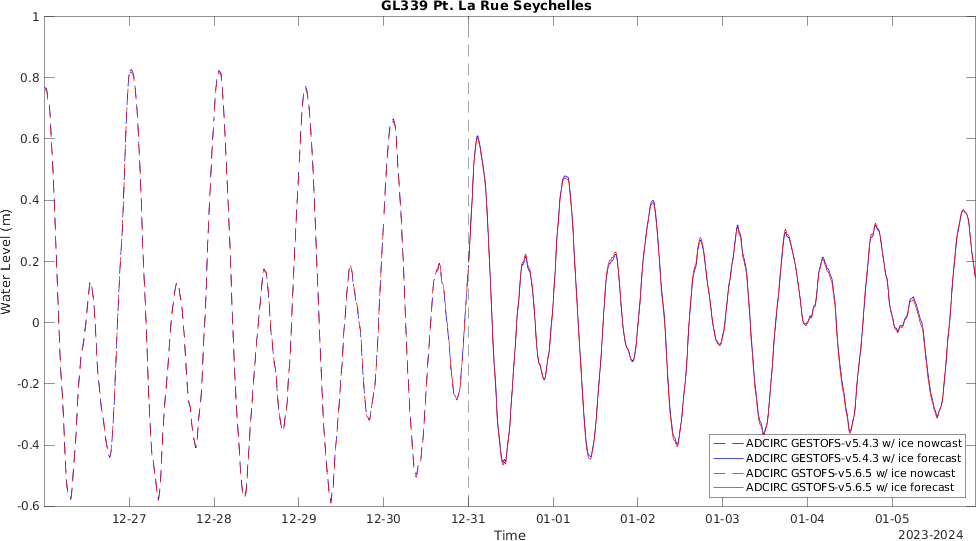 GL339 Pt. La Rue Seychelles
1
0.8
0.6
0.4
0.2
0
-0.2
-0.4
-0.6
Water Level (m)
12-27 12-28 12-29 12-30 12-31 01-01 01-02 01-03 01-04 01-05
Time
2023-2024
ADCIRC GESTOFS-v5.4.3 w/ ice nowcast
ADCIRC GESTOFS-v5.4.3 w/ ice forecast
ADCIRC GSTOFS-v5.6.5 w/ ice nowcast
ADCIRC GSTOFS-v5.6.5 w/ ice forecast